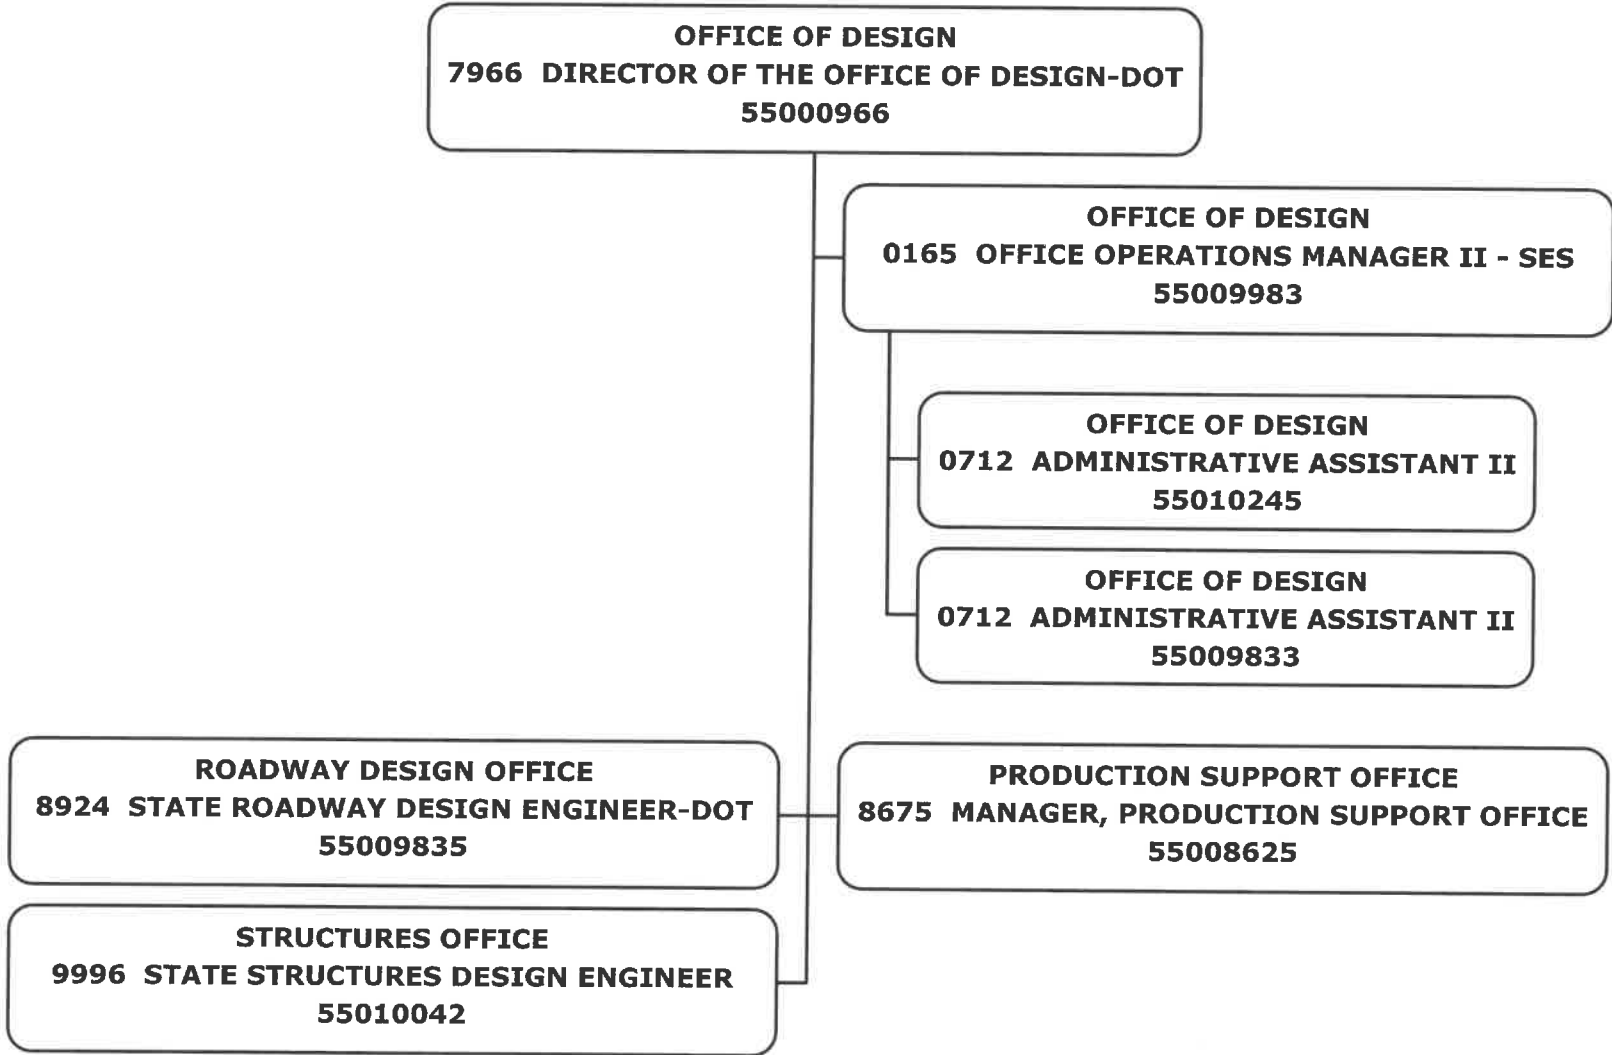 OFFICE OF DESIGN
7966 DIRECTOR OF THE OFFICE OF DESIGN-DOT
55000966
OFFICE OF DESIGN
0165 OFFICE OPERATIONS MANAGER II - SES
55009983
OFFICE OF DESIGN
0712 ADMINISTRATIVE ASSISTANT II
55010245
OFFICE OF DESIGN
0712 ADMINISTRATIVE ASSISTANT II
55009833
ROADWAY DESIGN OFFICE
8924 STATE ROADWAY DESIGN ENGINEER-DOT
55009835
PRODUCTION SUPPORT OFFICE
8675 MANAGER, PRODUCTION SUPPORT OFFICE
55008625
STRUCTURES OFFICE
9996 STATE STRUCTURES DESIGN ENGINEER
55010042